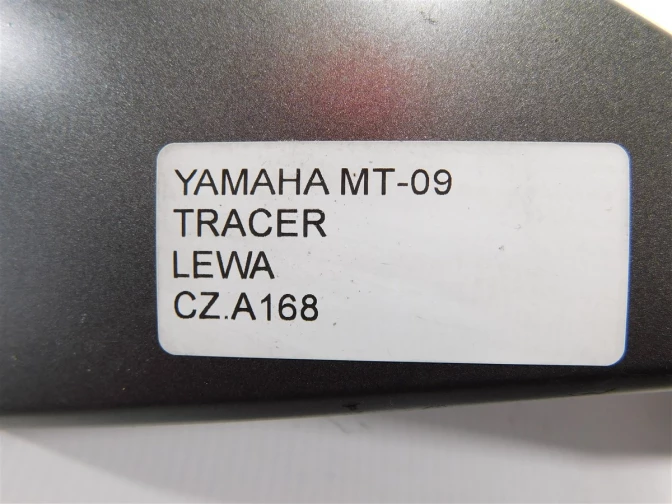 YAMAHA MT-09
TRACER
LEWA
CZ.A168